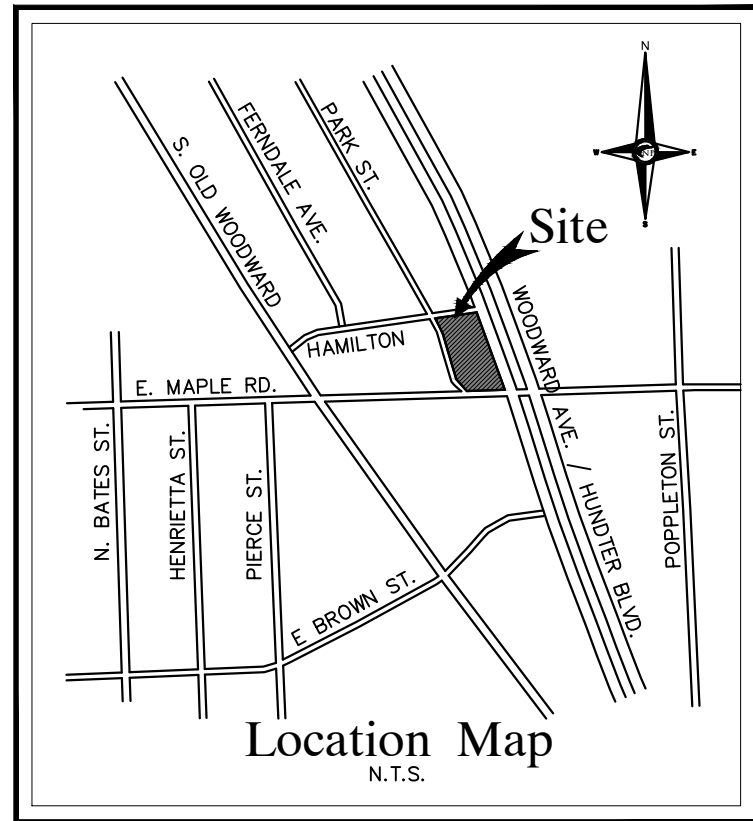 N
W
NF
E
S
S. OLD WOODWARD
FERNDALE AVE.
PARK ST.
Site
HAMILTON
WOODWARD AVE. / HUNDTER BLVD.
E. MAPLE RD.
N. BATES ST.
HENRIETTA ST.
PIERCE ST.
E BROWN ST.
POPPLETON ST.
Location Map
N.T.S.